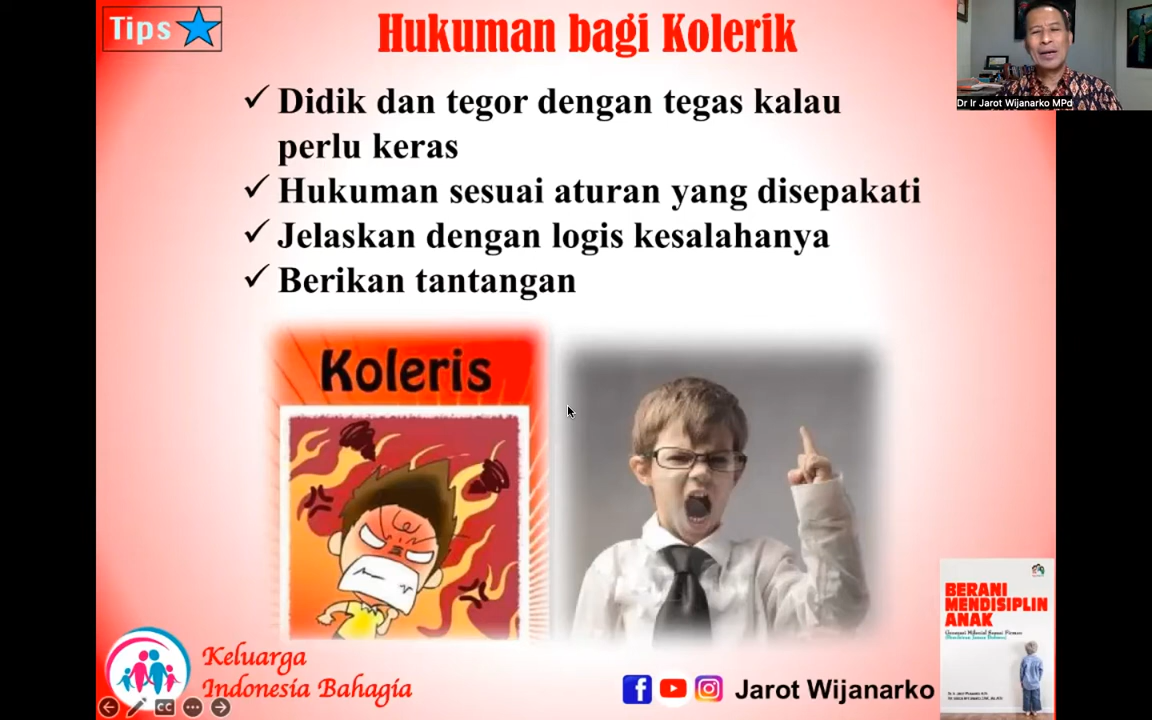 Tips
Hukuman bagi Kolerik
Dr Ir Jarot Wijanarko MPd
Didik dan tegor dengan tegas kalau
perlu keras
Hukuman sesuai aturan yang disepakati
Jelaskan dengan logis kesalahanya
Berikan tantangan
Koleris
BERANI
MENDISIPLIN
ANAK
Keluarga
Indonesia Bahagia
Jarot Wijanarko
CC